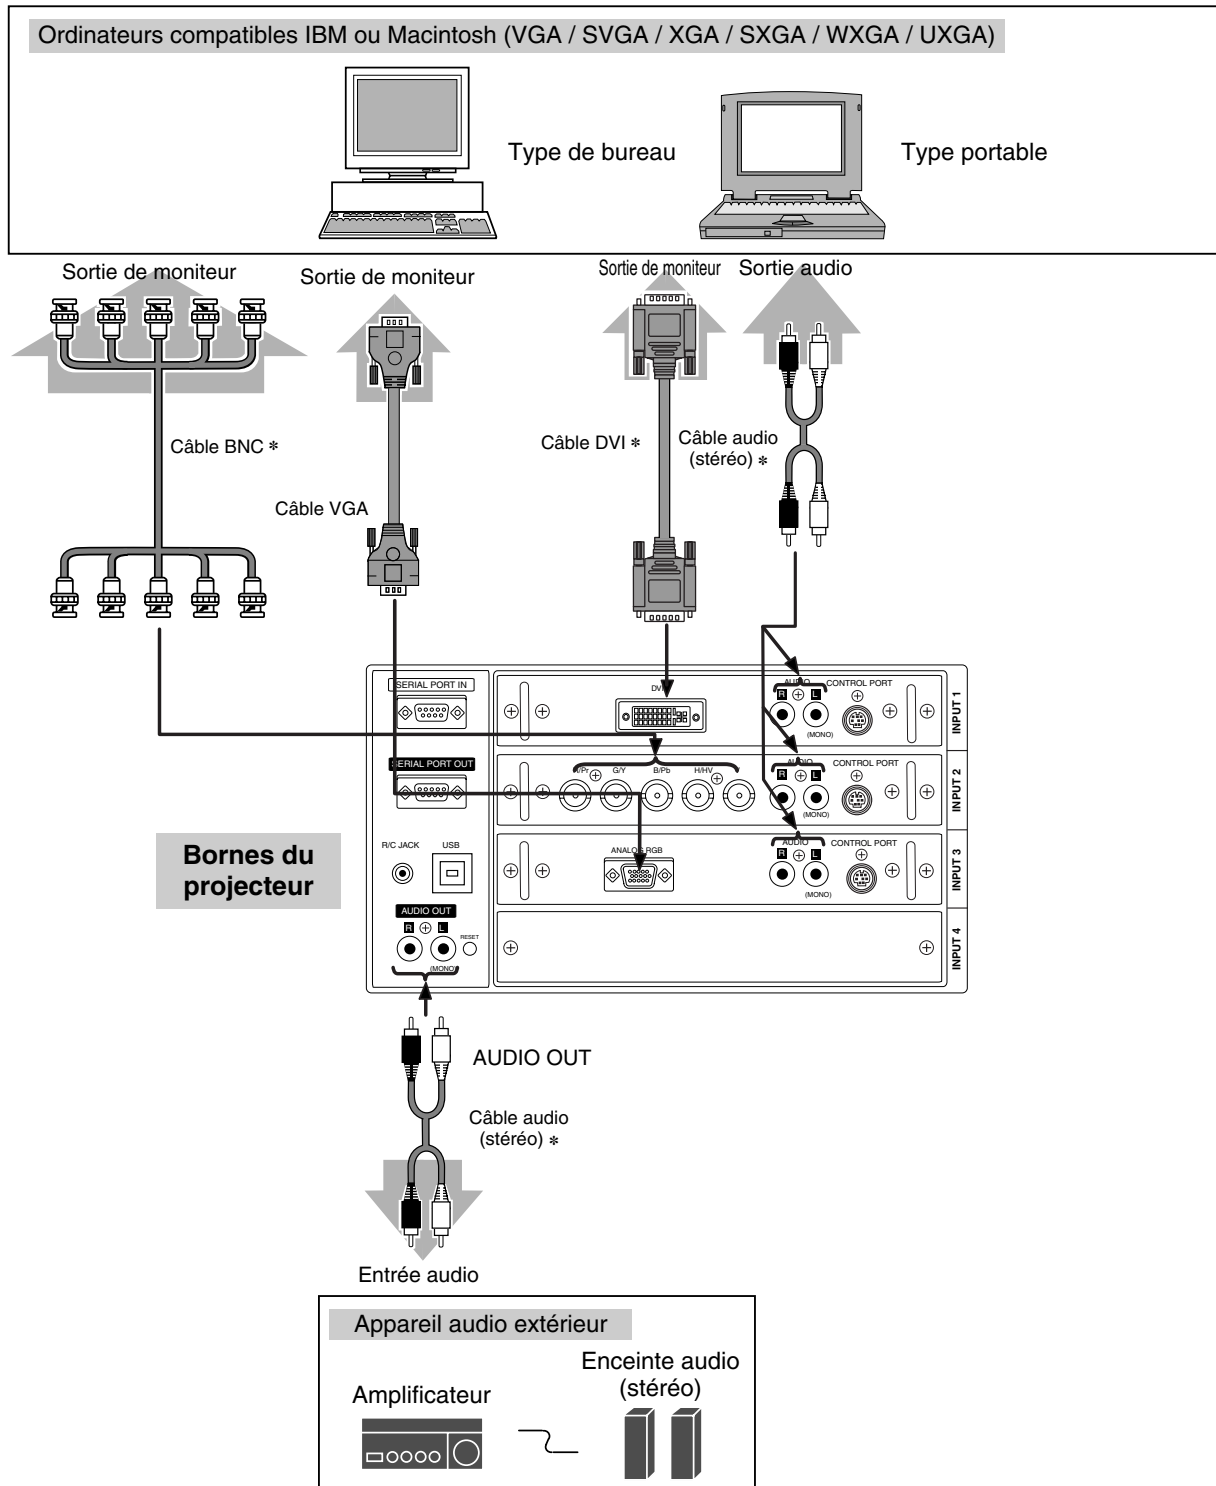 Ordinateurs compatibles IBM ou Macintosh (VGA / SVGA / XGA / SXGA / WXGA / UXGA)
Type de bureau
Type portable
Sortie de moniteur
Sortie de moniteur
Sortie de moniteur
Sortie audio
Câble BNC *
Câble DVI *
Câble audio
(stéréo) *
Câble VGA
SERIAL PORT IN
DVI
AUDIO
R
L
(MONO)
CONTROL PORT
INPUT 1
SERIAL PORT OUT
G/Y
B/Pb
H/HV
V
AUDIO
R
L
(MONO)
CONTROL PORT
INPUT 2
Bornes du
projecteur
R/C JACK
USB
ANALOG RGB
AUDIO
R
L
(MONO)
CONTROL PORT
INPUT 3
AUDIO OUT
R
L
(MONO)
RESET
INPUT 4
AUDIO OUT
Câble audio
(stéréo) *
Entrée audio
Appareil audio extérieur
Enceinte audio
(stéréo)
Amplificateur